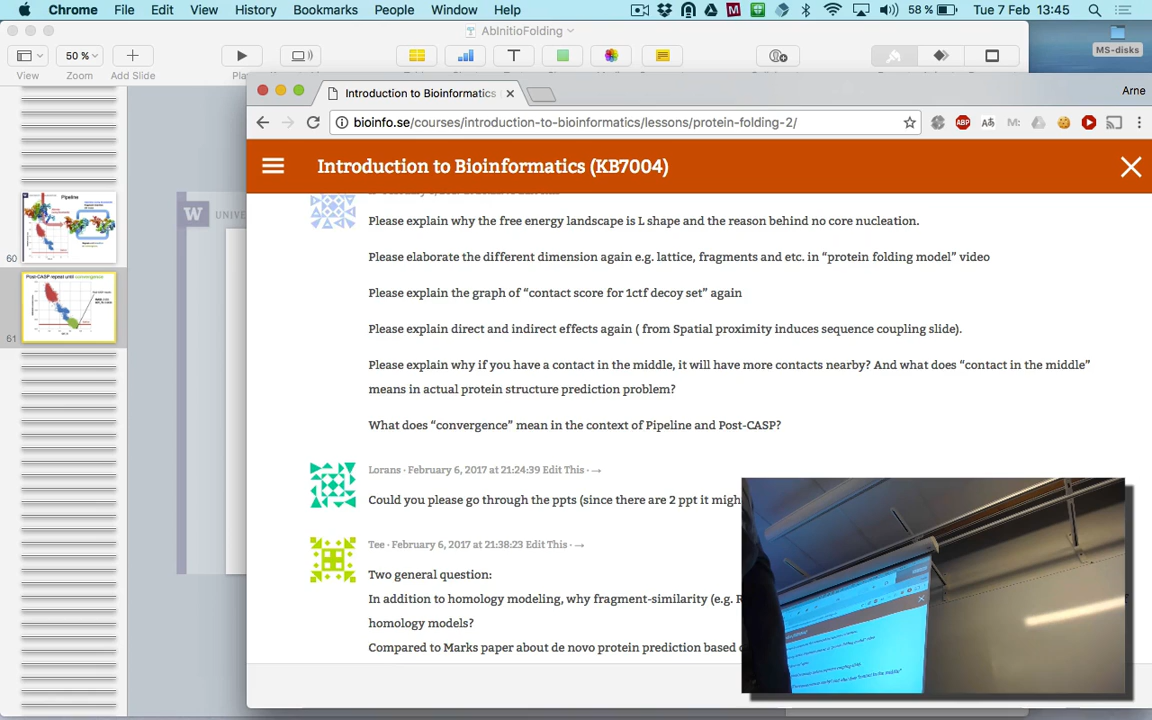 Chrome File Edit View History Bookmarks People Window Help 58 % Tue 7 Feb 13:45
AbInitioFolding
50 %
View Zoom Add Slide
MS-disks
Introduction to Bioinformatics
Arne
bioinfo.se/courses/introduction-to-bioinformatics/lessons/protein-folding-2/
Introduction to Bioinformatics (KB7004)
Please explain why the free energy landscape is L shape and the reason behind no core nucleation.
Please elaborate the different dimension again e.g. lattice, fragments and etc. in “protein folding model” video
Please explain the graph of “contact score for 1ctf decoy set” again
Please explain direct and indirect effects again ( from Spatial proximity induces sequence coupling slide).
Please explain why if you have a contact in the middle, it will have more contacts nearby? And what does “contact in the middle”
means in actual protein structure prediction problem?
What does “convergence” mean in the context of Pipeline and Post-CASP?
Lorans · February 6, 2017 at 21:24:39 Edit This · →
Could you please go through the ppts (since there are 2 ppt it migh
Tee · February 6, 2017 at 21:38:23 Edit This · →
Two general question:
In addition to homology modeling, why fragment-similarity (e.g. R
homology models?
Compared to Marks paper about de novo protein prediction based
Pipeline
60
Post-CASP repeat until convergence
61
W UNIVE